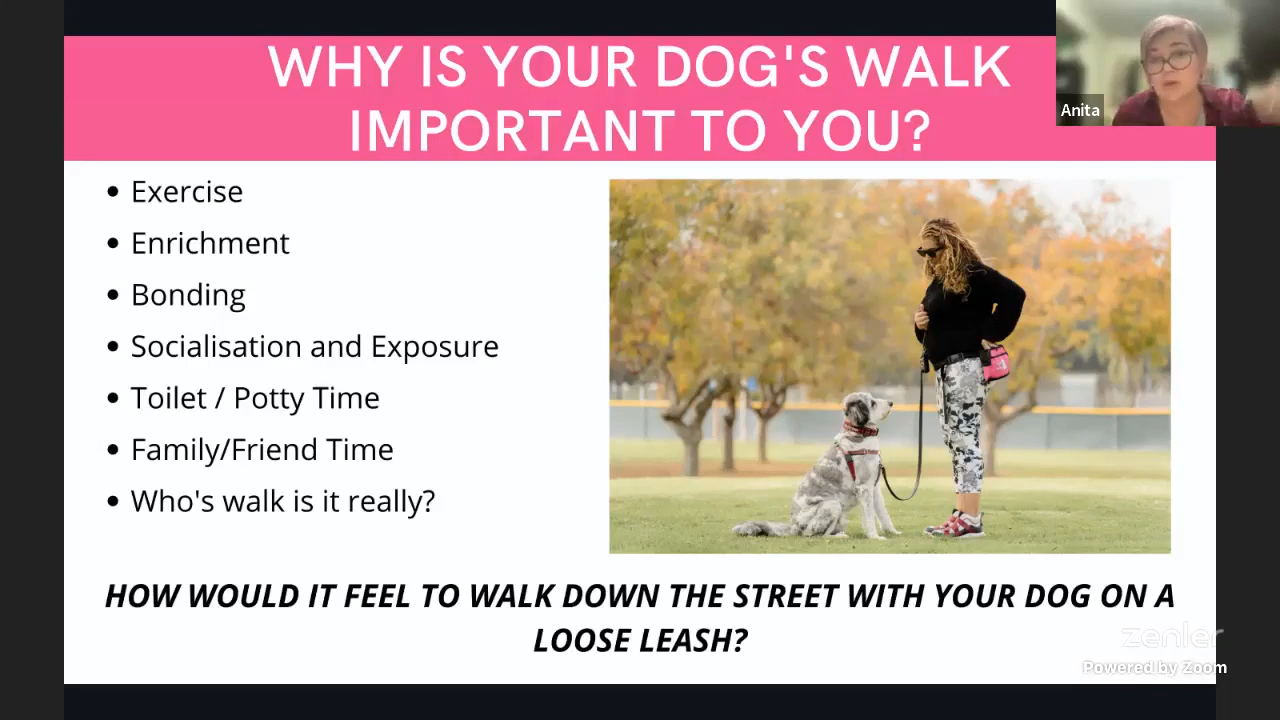 WHY IS YOUR DOG'S WALK
IMPORTANT TO YOU?
Anita
• Exercise
• Enrichment
• Bonding
• Socialisation and Exposure
• Toilet / Potty Time
• Family/Friend Time
• Who's walk is it really?
HOW WOULD IT FEEL TO WALK DOWN THE STREET WITH YOUR DOG ON A
LOOSE LEASH?
zenler
Powered by Zoom